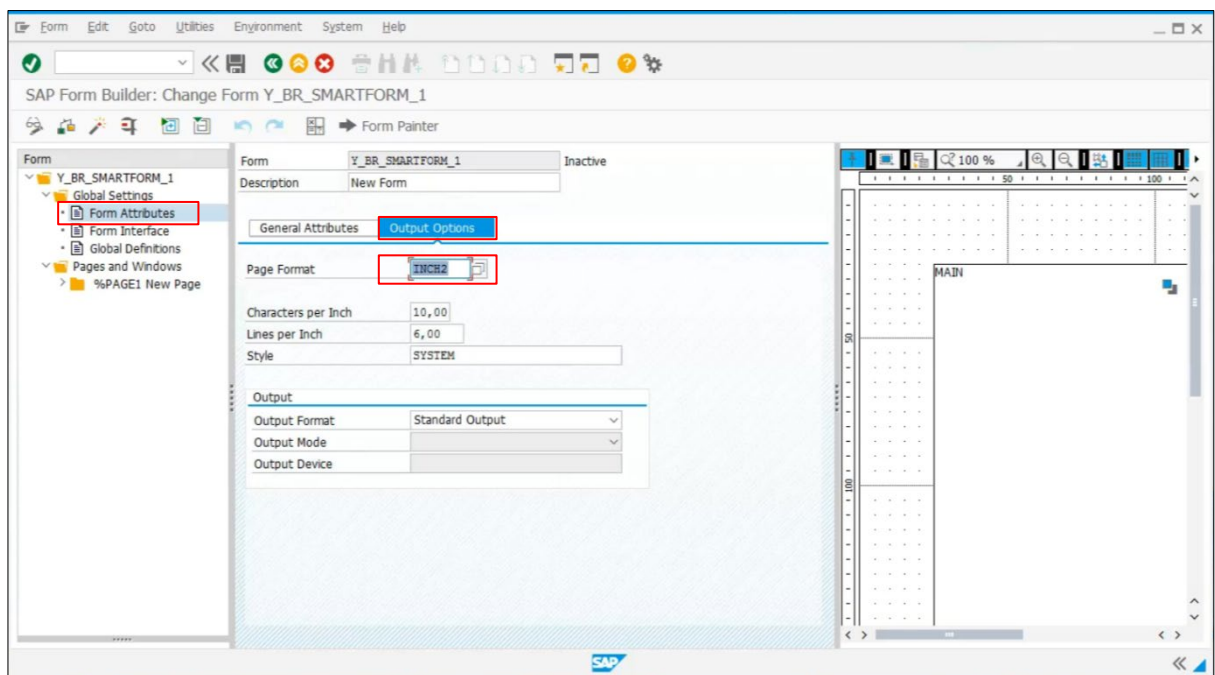 Form Edit Goto Utilities Environment System Help
SAP Form Builder: Change Form Y_BR_SMARTFORM_1
Form Painter
Form
Y_BR_SMARTFORM_1
Global Settings
Form Attributes
Form Interface
Global Definitions
Pages and Windows
%PAGE1 New Page
Form Y_BR_SMARTFORM_1 Inactive
Description New Form
General Attributes Output Options
Page Format INCH2
Characters per Inch 10,00
Lines per Inch 6,00
Style SYSTEM
Output
Output Format Standard Output
Output Mode
Output Device
100 %
50 100
MAIN
50
100
SAP